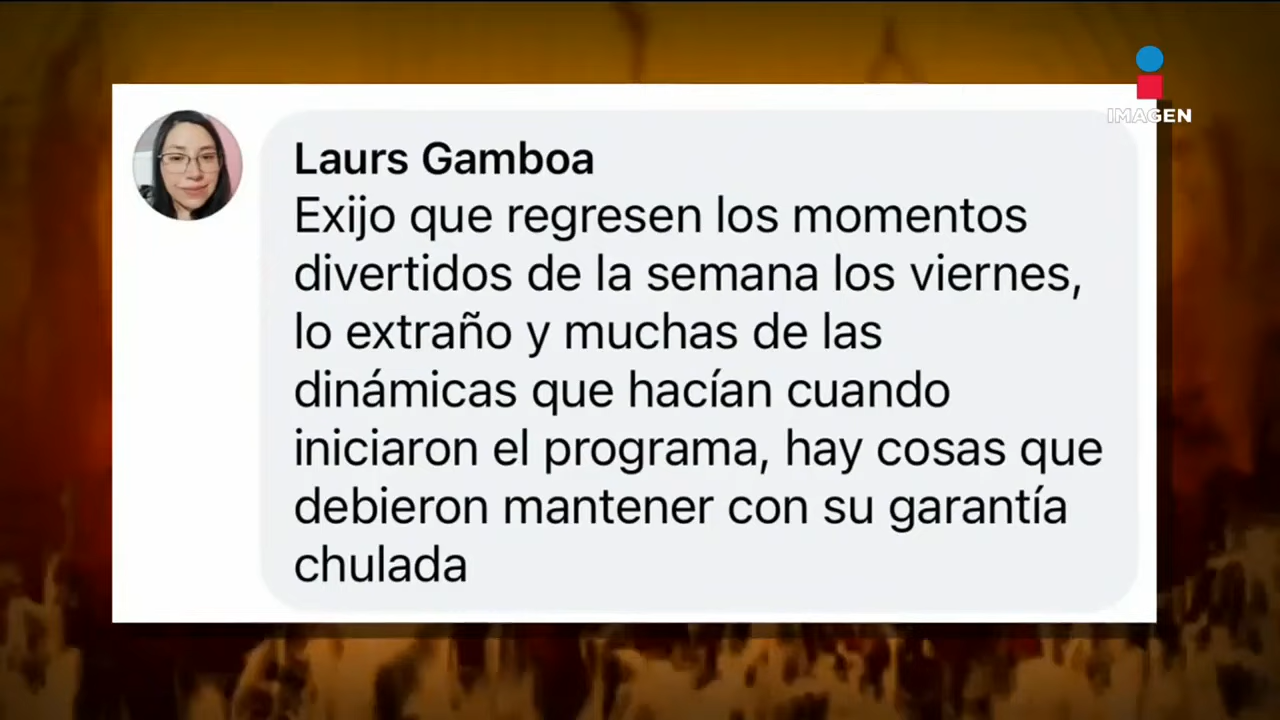 IMAGEN
Laurs Gamboa
Exijo que regresen los momentos
divertidos de la semana los viernes,
lo extraño y muchas de las
dinámicas que hacían cuando
iniciaron el programa, hay cosas que
debieron mantener con su garantía
chulada